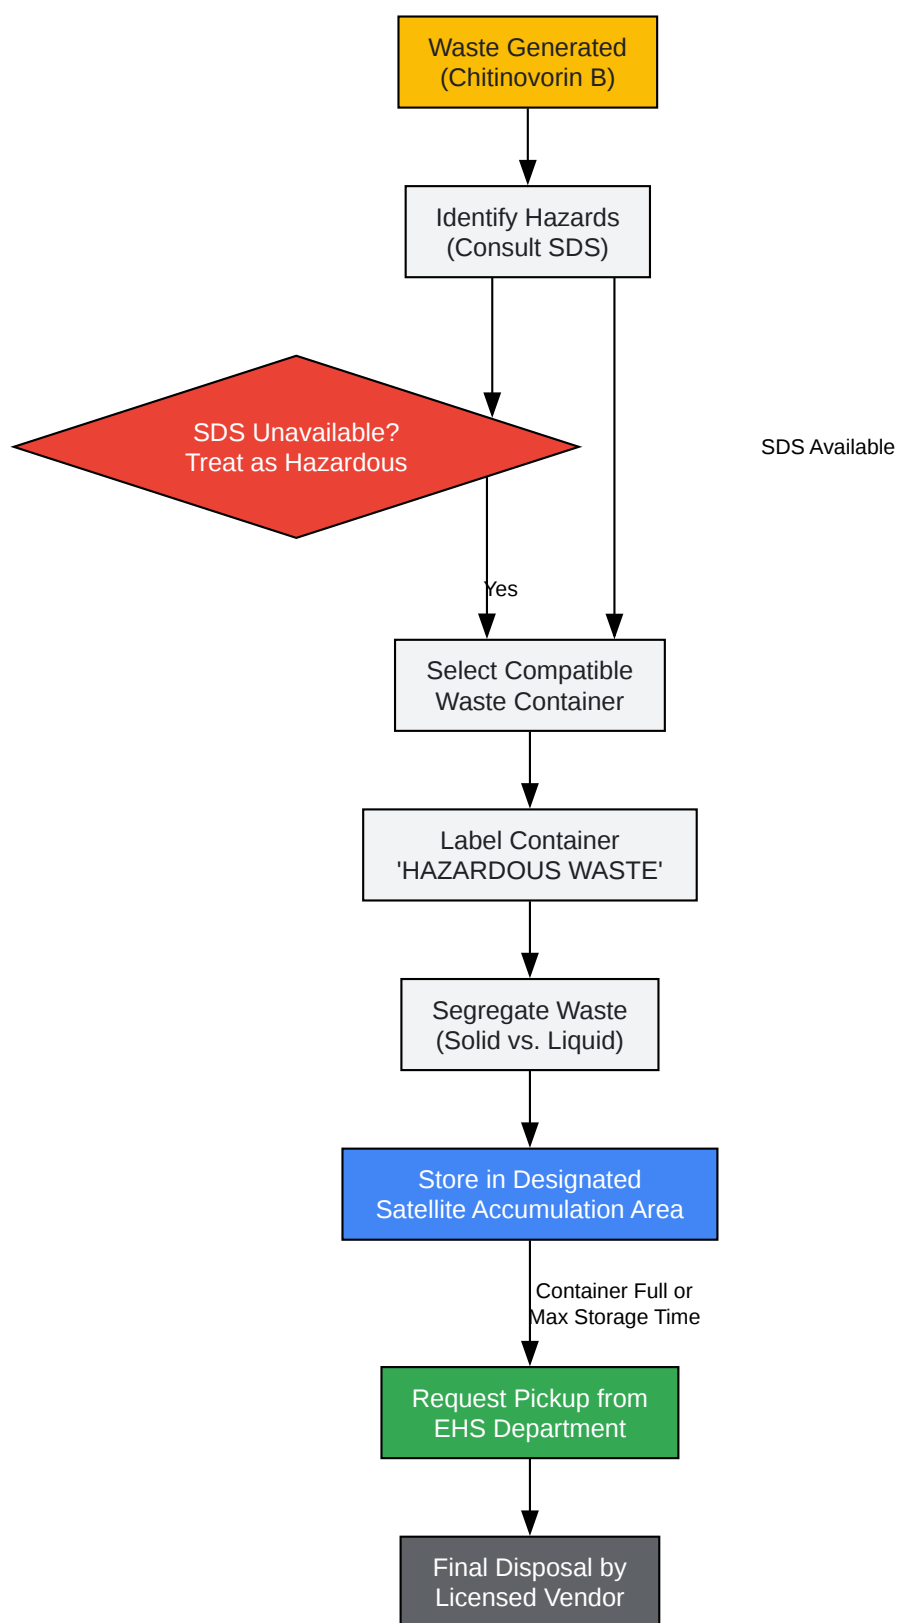 Waste Generated
(Chitinovorin B)
Identify Hazards
(Consult SDS)
SDS Unavailable?
Treat as Hazardous
SDS Available
Yes
Select Compatible
Waste Container
Label Container
'HAZARDOUS WASTE'
Segregate Waste
(Solid vs. Liquid)
Store in Designated
Satellite Accumulation Area
Container Full or
Max Storage Time
Request Pickup from
EHS Department
Final Disposal by
Licensed Vendor